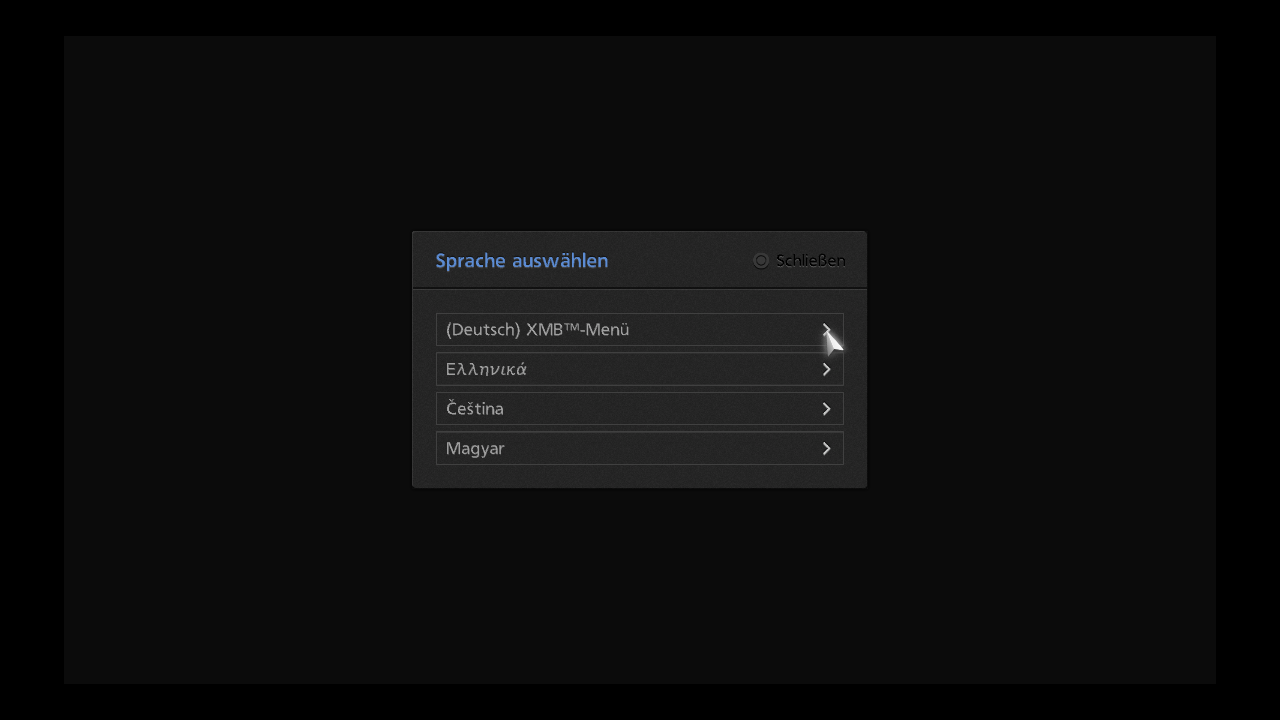 Sprache auswählen
Schließen
(Deutsch) XMB™-Menü
Ελληνικά
Čeština
Magyar